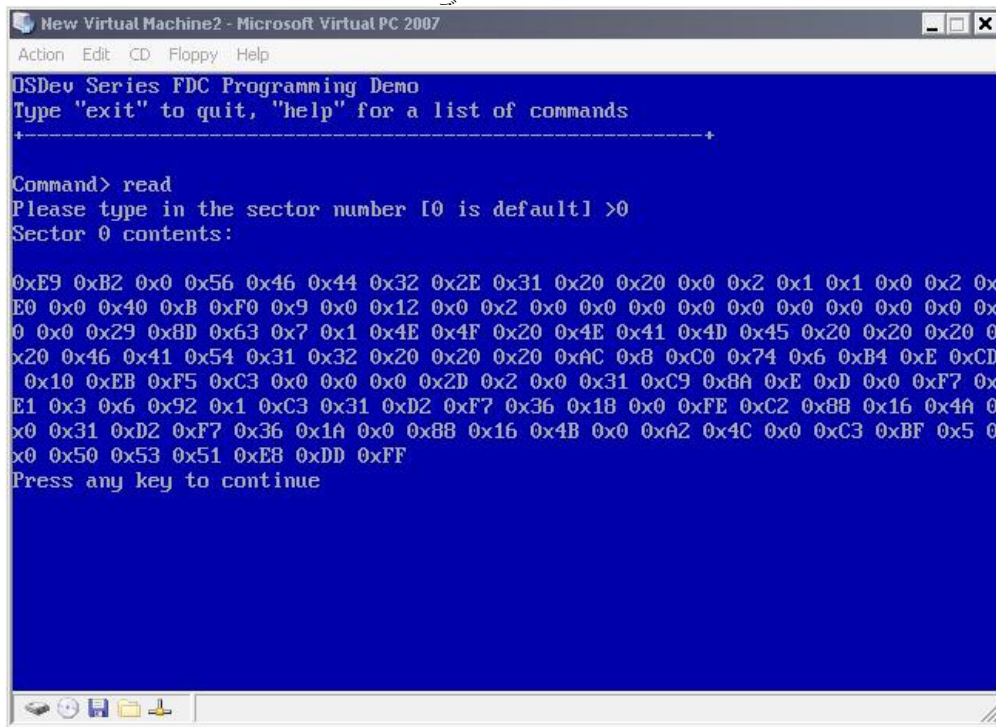 New Virtual Machine2 - Microsoft Virtual PC 2007
Action Edit CD Floppy Help
OSDev Series FDC Programming Demo
Type "exit" to quit, "help" for a list of commands
+-------------------------------------------------------+

Command> read
Please type in the sector number [0 is default] >0
Sector 0 contents:

0xE9 0xB2 0x0 0x56 0x46 0x44 0x32 0x2E 0x31 0x20 0x20 0x0 0x2 0x1 0x1 0x0 0x2 0x
E0 0x0 0x40 0xB 0xF0 0x9 0x0 0x12 0x0 0x2 0x0 0x0 0x0 0x0 0x0 0x0 0x0 0x0 0x0 0x
0 0x0 0x29 0x8D 0x63 0x7 0x1 0x4E 0x4F 0x20 0x4E 0x41 0x4D 0x45 0x20 0x20 0x20 0
x20 0x46 0x41 0x54 0x31 0x32 0x20 0x20 0x20 0xAC 0x8 0xC0 0x74 0x6 0xB4 0xE 0xCD
0x10 0xEB 0xF5 0xC3 0x0 0x0 0x0 0x2D 0x2 0x0 0x31 0xC9 0x8A 0xE 0xD 0x0 0xF7 0x
E1 0x3 0x6 0x92 0x1 0xC3 0x31 0xD2 0xF7 0x36 0x18 0x0 0xFE 0xC2 0x88 0x16 0x4A 0
x0 0x31 0xD2 0xF7 0x36 0x1A 0x0 0x88 0x16 0x4B 0x0 0xA2 0x4C 0x0 0xC3 0xBF 0x5 0
x0 0x50 0x53 0x51 0xE8 0xDD 0xFF
Press any key to continue